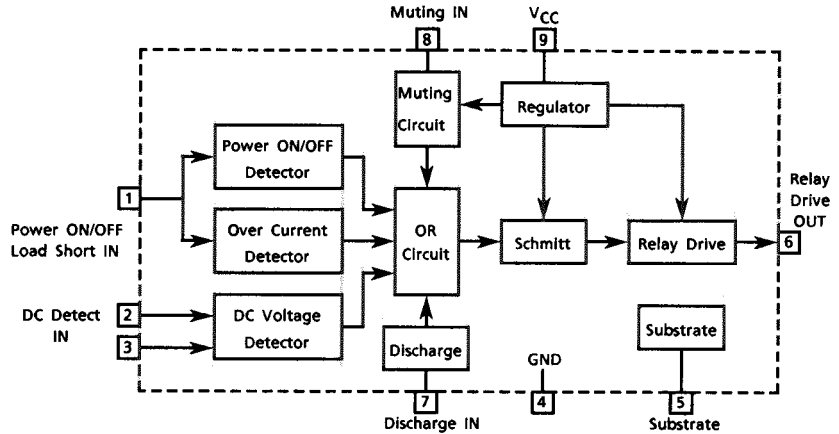 Muting IN
VCC
8
9
Muting
Circuit
Regulator
Power ON/OFF
Detector
1
Power ON/OFF
Load Short IN
Over Current
Detector
OR
Circuit
Schmitt
Relay Drive
Relay
Drive
OUT
6
DC Detect
IN
2
3
DC Voltage
Detector
Discharge
Substrate
GND
7
4
5
Discharge IN
Substrate